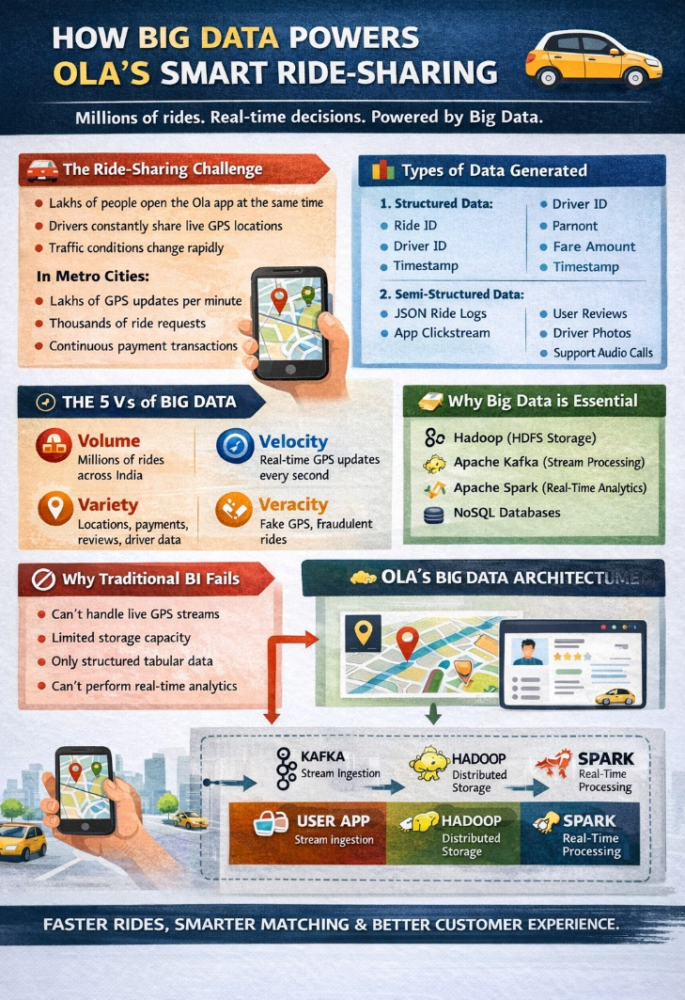 HOW BIG DATA POWERS
OLA'S SMART RIDE-SHARING
Millions of rides. Real-time decisions. Powered by Big Data.
The Ride-Sharing Challenge
Lakhs of people open the Ola app at the same time
Drivers constantly share live GPS locations
Traffic conditions change rapidly
In Metro Cities:
Lakhs of GPS updates per minute
Thousands of ride requests
Continuous payment transactions
Types of Data Generated
1. Structured Data:
Ride ID
Driver ID
Timestamp
Driver ID
Parnont
Fare Amount
Timestamp
2. Semi-Structured Data:
JSON Ride Logs
App Clickstream
User Reviews
Driver Photos
Support Audio Calls
THE 5 Vs of BIG DATA
Volume
Millions of rides
across India
Velocity
Real-time GPS updates
every second
Variety
Locations, payments,
reviews, driver data
Veracity
Fake GPS, Fraudulent
rides
Why Big Data is Essential
Hadoop (HDFS Storage)
Apache Kafka (Stream Processing)
Apache Spark (Real-Time Analytics)
NoSQL Databases
Why Traditional BI Fails
Can't handle live GPS streams
Limited storage capacity
Only structured tabular data
Can't perform real-time analytics
OLA'S BIG DATA ARCHITECTUME
KAFKA
Stream Ingestion
HADOOP
Distributed
Storage
SPARK
Real-Time
Processing
USER APP
Stream ingestion
HADOOP
Distributed
Storage
SPARK
Real-Time
Processing
FASTER RIDES, SMARTER MATCHING & BETTER CUSTOMER EXPERIENCE.